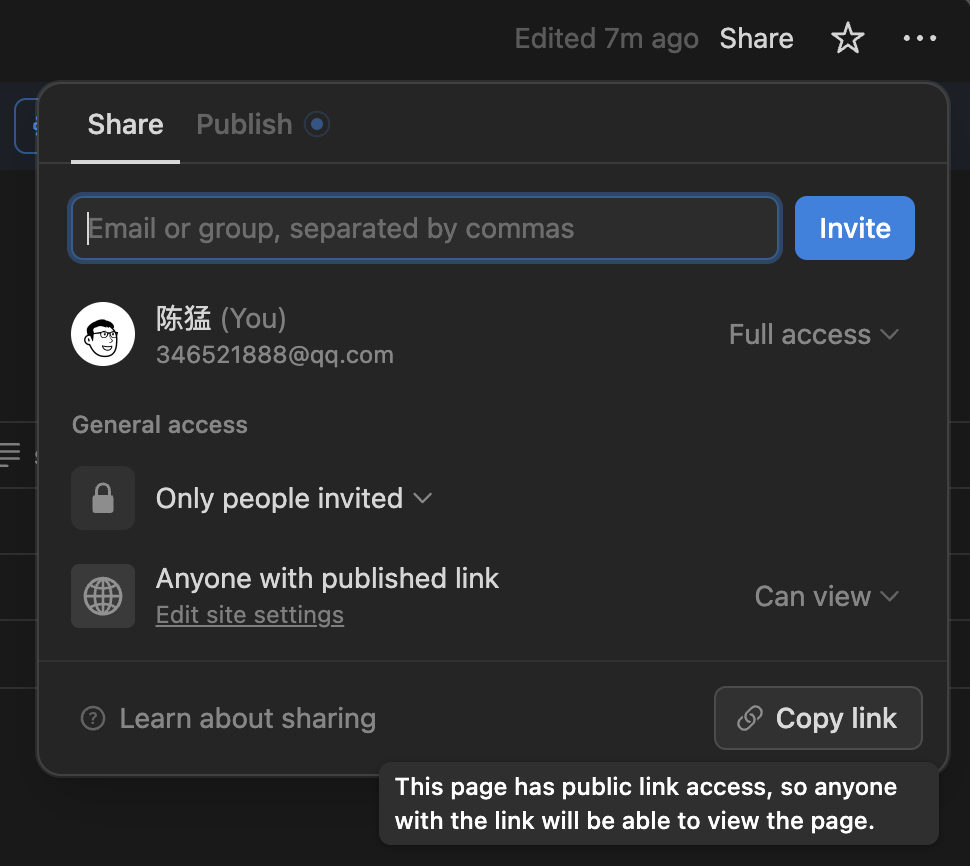 Edited 7m ago Share
Share Publish
Email or group, separated by commas Invite
陈猛 (You)
346521888@qq.com
Full access
General access
Only people invited
Anyone with published link
Edit site settings
Can view
Learn about sharing Copy link
This page has public link access, so anyone
with the link will be able to view the page.